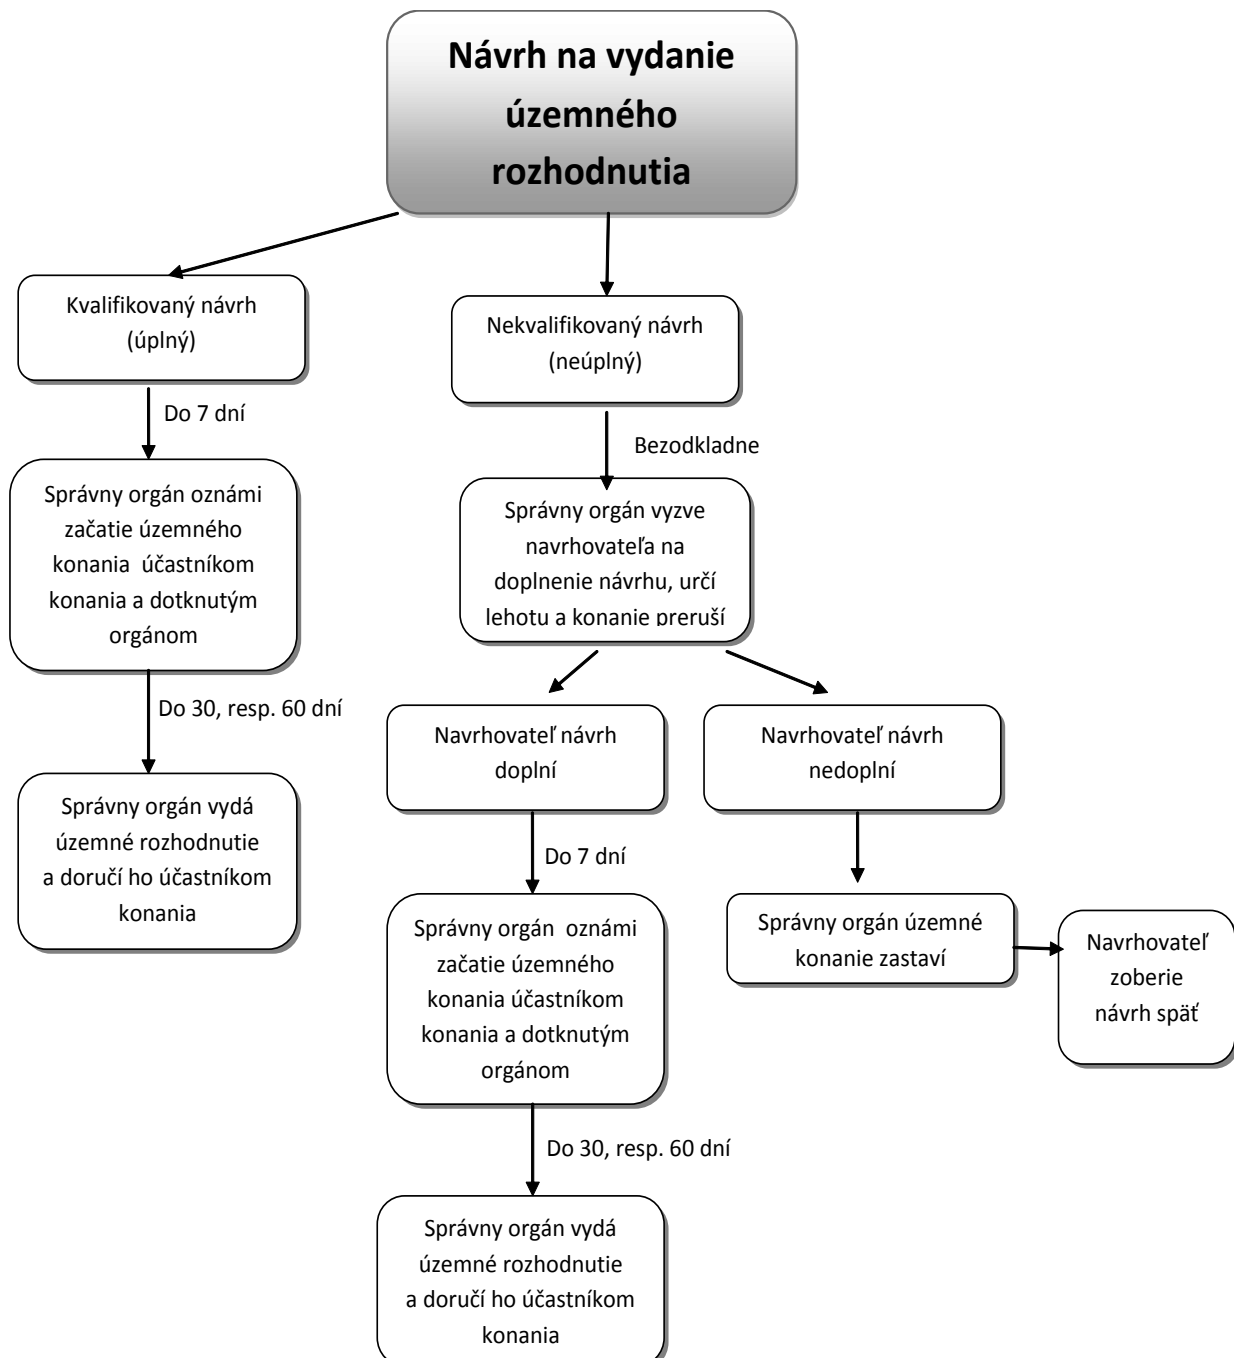 Návrh na vydanie
územného
rozhodnutia
Kvalifikovaný návrh
(úplný)
Nekvalifikovaný návrh
(neúplný)
Do 7 dní
Bezodkladne
Správny orgán oznámi
začatie územného
konania účastníkom
konania a dotknutým
orgánom
Správny orgán vyzve
navrhovateľa na
doplnenie návrhu, určí
lehotu a konanie preruší
Do 30, resp. 60 dní
Navrhovateľ návrh
doplní
Navrhovateľ návrh
nedoplní
Správny orgán vydá
územné rozhodnutie
a doručí ho účastníkom
konania
Do 7 dní
Správny orgán oznámi
začatie územného
konania účastníkom
konania a dotknutým
orgánom
Správny orgán územné
konanie zastaví
Navrhovateľ
zoberie
návrh späť
Do 30, resp. 60 dní
Správny orgán vydá
územné rozhodnutie
a doručí ho účastníkom
konania